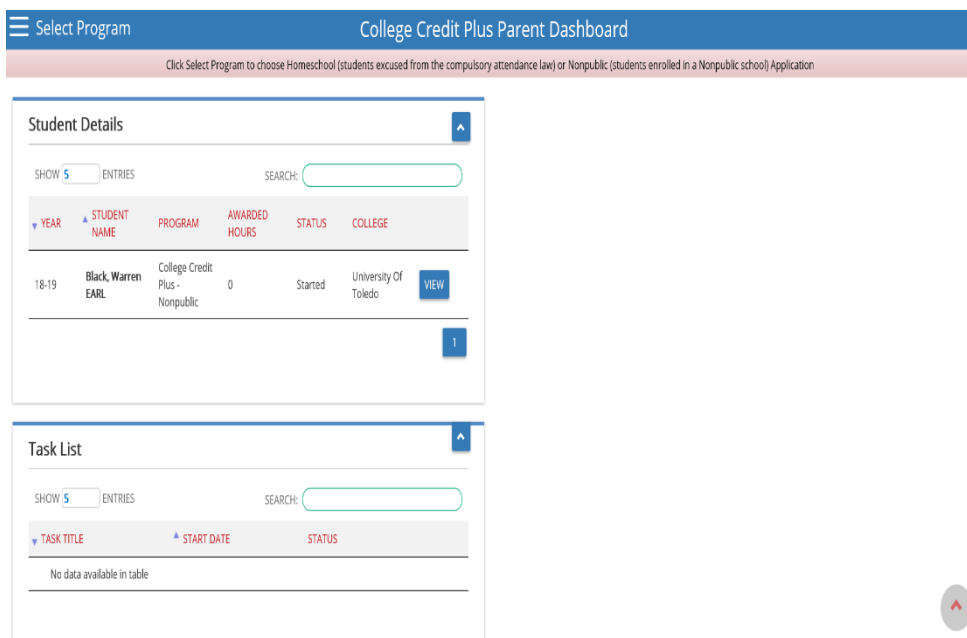 Select Program
College Credit Plus Parent Dashboard
Click Select Program to choose Homeschool (students excused from the compulsory attendance law) or Nonpublic (students enrolled in a Nonpublic school) Application
Student Details
SHOW 5 ENTRIES
SEARCH:
YEAR
STUDENT
NAME
PROGRAM
AWARDED
HOURS
STATUS
COLLEGE
18-19
Black, Warren
EARL
College Credit
Plus -
Nonpublic
0
Started
University Of
Toledo
VIEW
1
Task List
SHOW 5 ENTRIES
SEARCH:
TASK TITLE
START DATE
STATUS
No data available in table